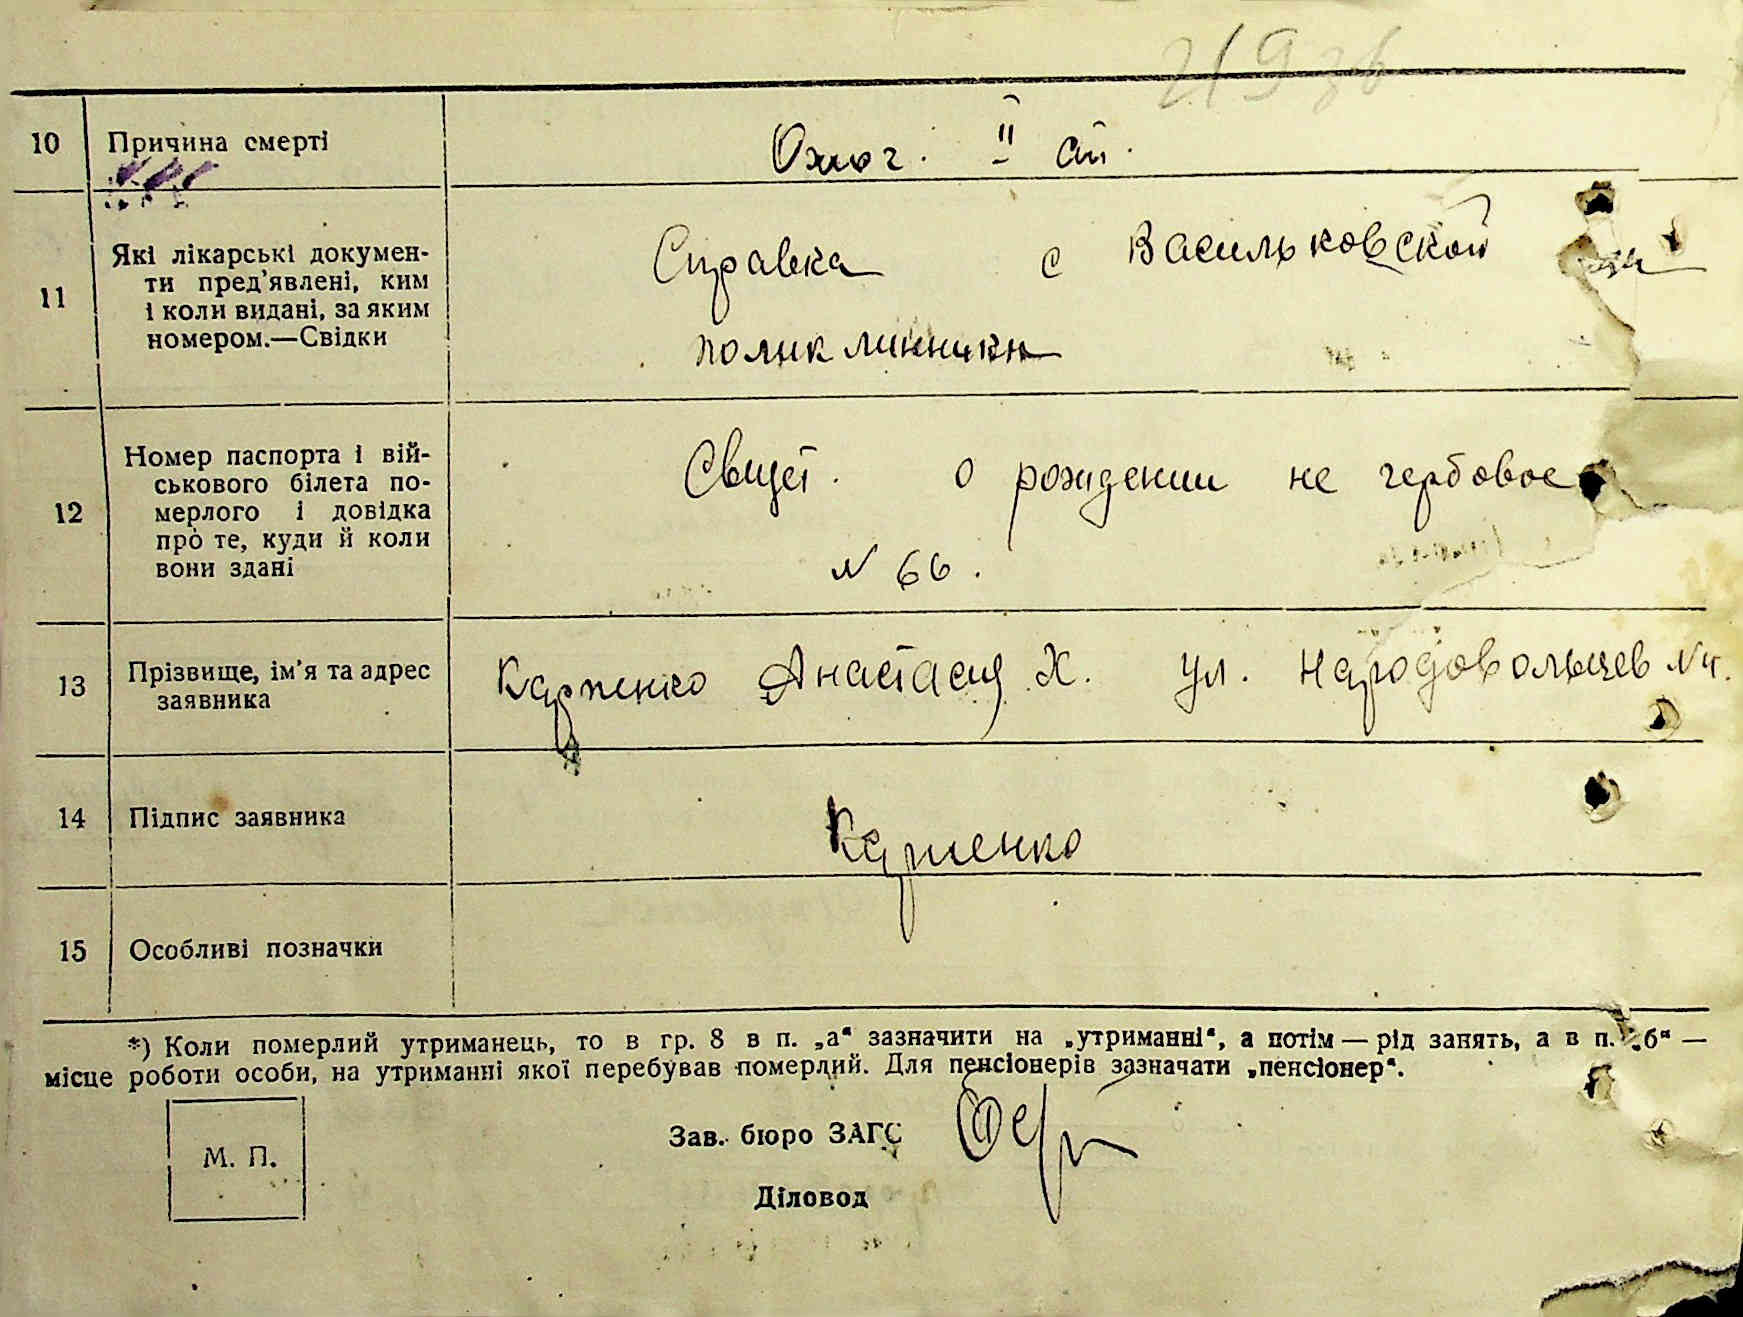 10 Причина смерті Ожог. II ст.
11 Які лікарські докумен- Справка с Васильковской
ти пред'явлені, ким
і коли видані, за яким
номером.—Свідки поликлинники
12 Номер паспорта і вій- Свидет. о рождении не гербовое
ськового білета по-
мерлого і довідка
про те, куди й коли № 66.
вони здані
13 Прізвище, ім'я та адрес Карпенко Анастасия Х. ул. Народовольцев №4.
заявника
14 Підпис заявника Карпенко
15 Особливі позначки
*) Коли померлий утриманець, то в гр. 8 в п. „а“ зазначити на „утриманні“, а потім — рід занять, а в п. „б“ —
місце роботи особи, на утриманні якої перебував померлий. Для пенсіонерів зазначати „пенсіонер“.
М. П.
Зав. бюро ЗАГС
Діловод